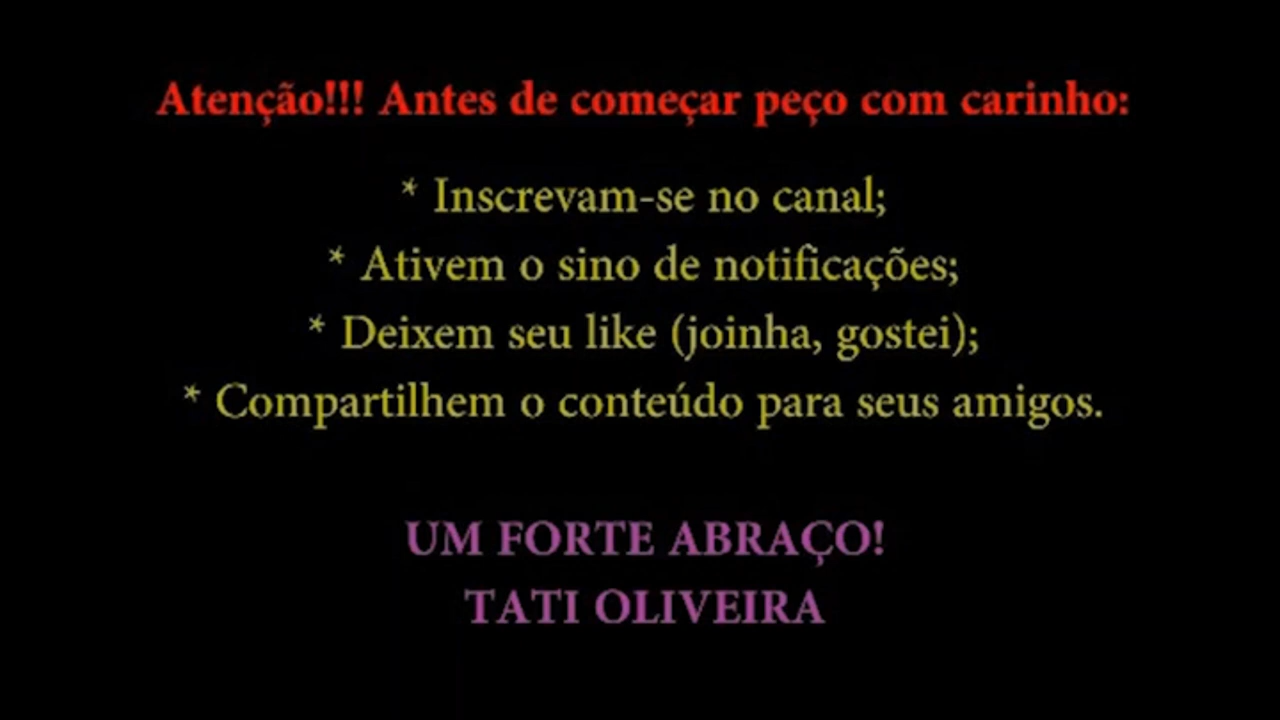 Atenção!!! Antes de começar peço com carinho:
* Inscrevam-se no canal;
* Ativem o sino de notificações;
* Deixem seu like (joinha, gostei);
* Compartilhem o conteúdo para seus amigos.
UM FORTE ABRAÇO!
TATI OLIVEIRA